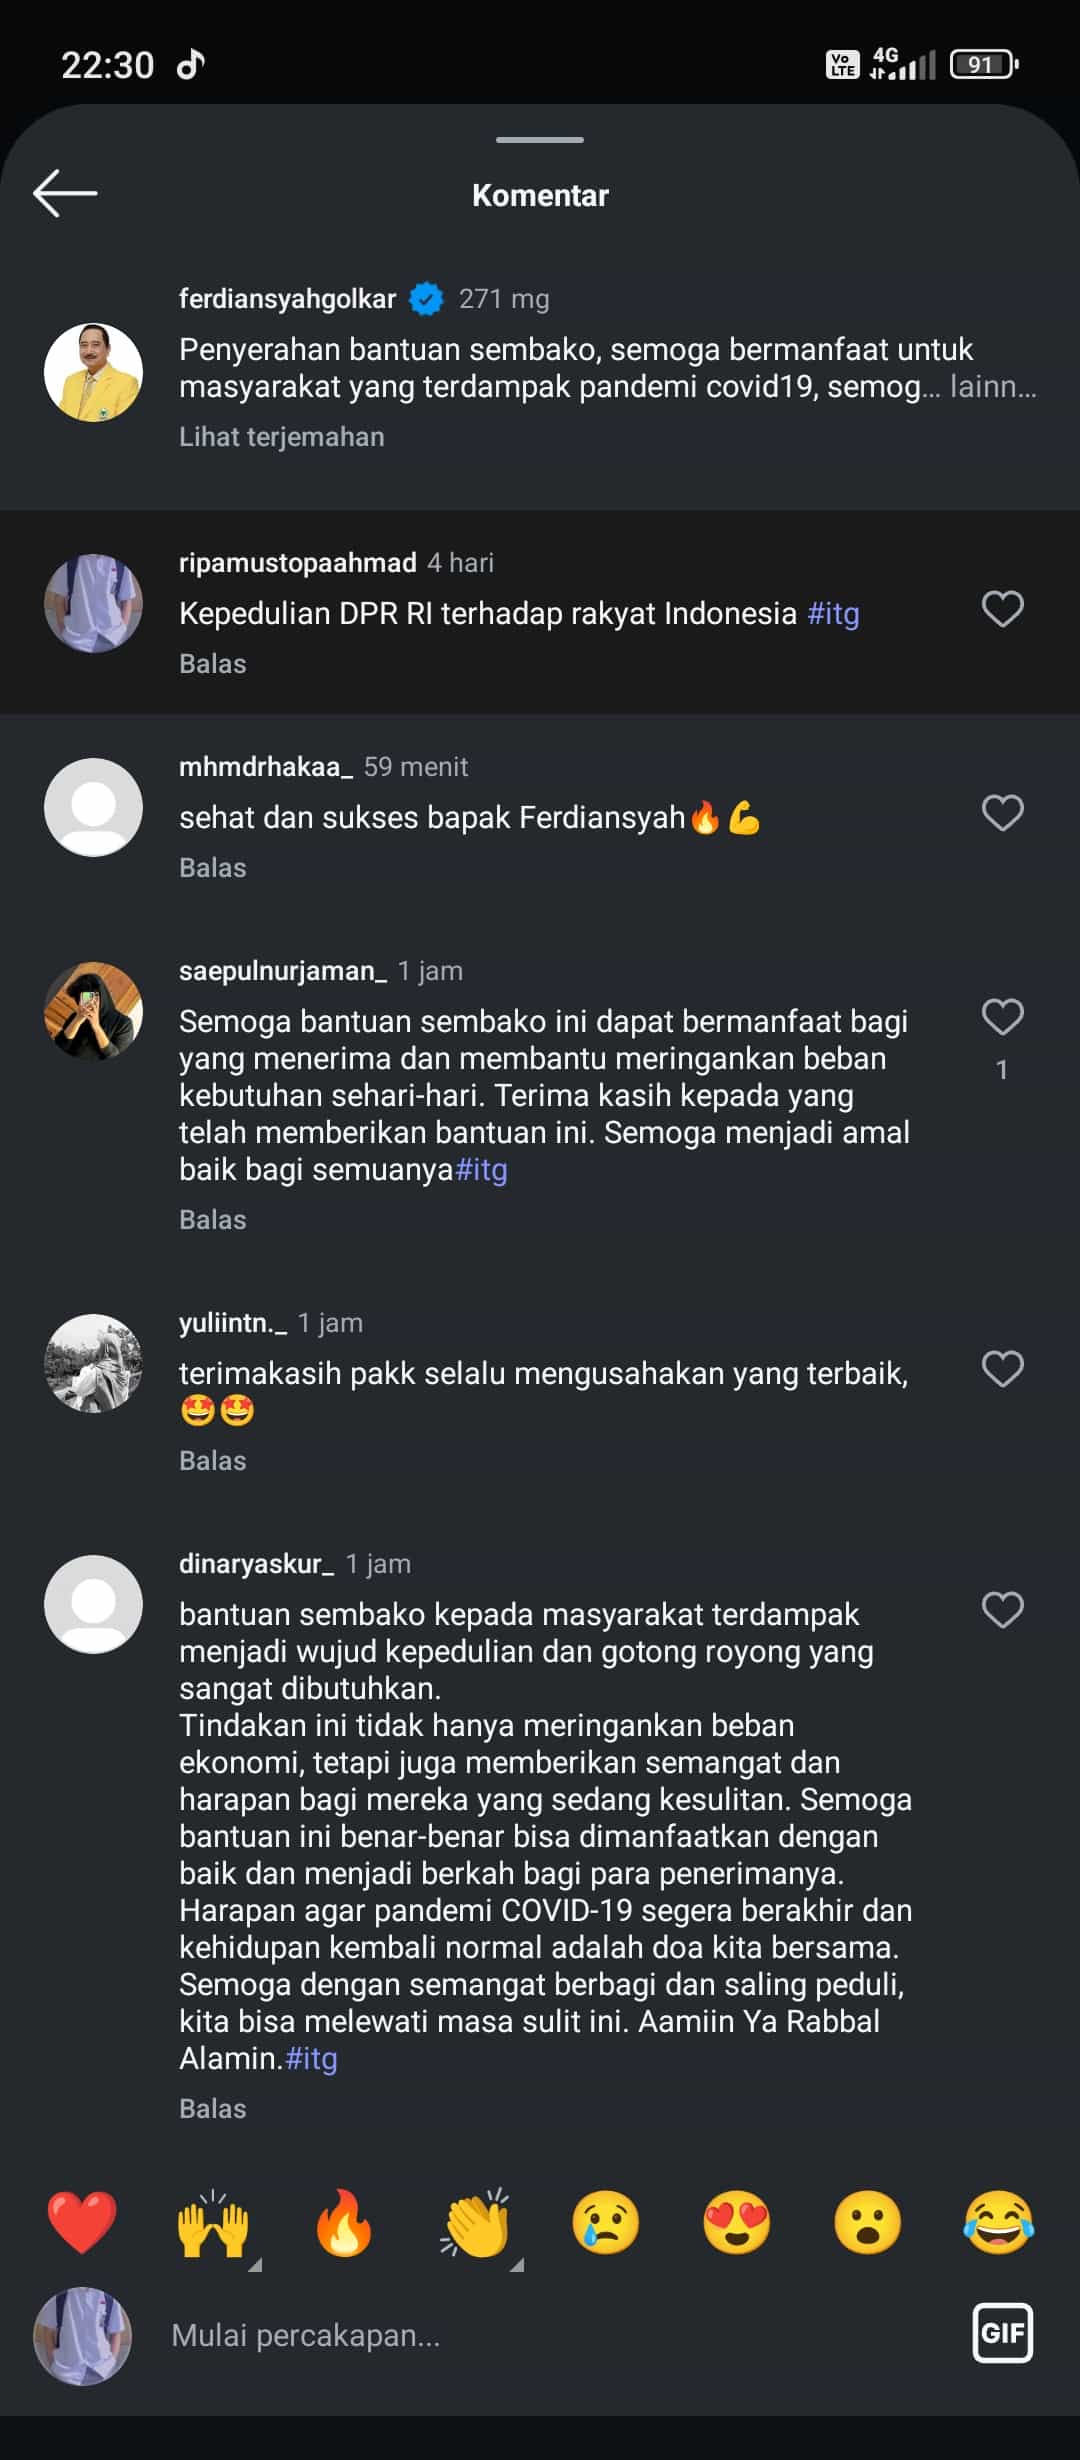 22:30
Vo LTE 4G 91
Komentar
ferdiansyahgolkar 271 mg
Penyerahan bantuan sembako, semoga bermanfaat untuk
masyarakat yang terdampak pandemi covid19, semog... lainn...
Lihat terjemahan
ripamustopaahmad 4 hari
Kepedulian DPR RI terhadap rakyat Indonesia #itg
Balas
mhmdrhakaa_ 59 menit
sehat dan sukses bapak Ferdiansyah🔥💪
Balas
saepulnurjaman_ 1 jam
Semoga bantuan sembako ini dapat bermanfaat bagi
yang menerima dan membantu meringankan beban
kebutuhan sehari-hari. Terima kasih kepada yang
telah memberikan bantuan ini. Semoga menjadi amal
baik bagi semuanya#itg
1
Balas
yuliintn._ 1 jam
terimakasih pakk selalu mengusahakan yang terbaik,
🤩🤩
Balas
dinaryaskur_ 1 jam
bantuan sembako kepada masyarakat terdampak
menjadi wujud kepedulian dan gotong royong yang
sangat dibutuhkan.
Tindakan ini tidak hanya meringankan beban
ekonomi, tetapi juga memberikan semangat dan
harapan bagi mereka yang sedang kesulitan. Semoga
bantuan ini benar-benar bisa dimanfaatkan dengan
baik dan menjadi berkah bagi para penerimanya.
Harapan agar pandemi COVID-19 segera berakhir dan
kehidupan kembali normal adalah doa kita bersama.
Semoga dengan semangat berbagi dan saling peduli,
kita bisa melewati masa sulit ini. Aamiin Ya Rabbal
Alamin.#itg
Balas
❤️🙌🔥👏😢😍😮😂
Mulai percakapan...
GIF